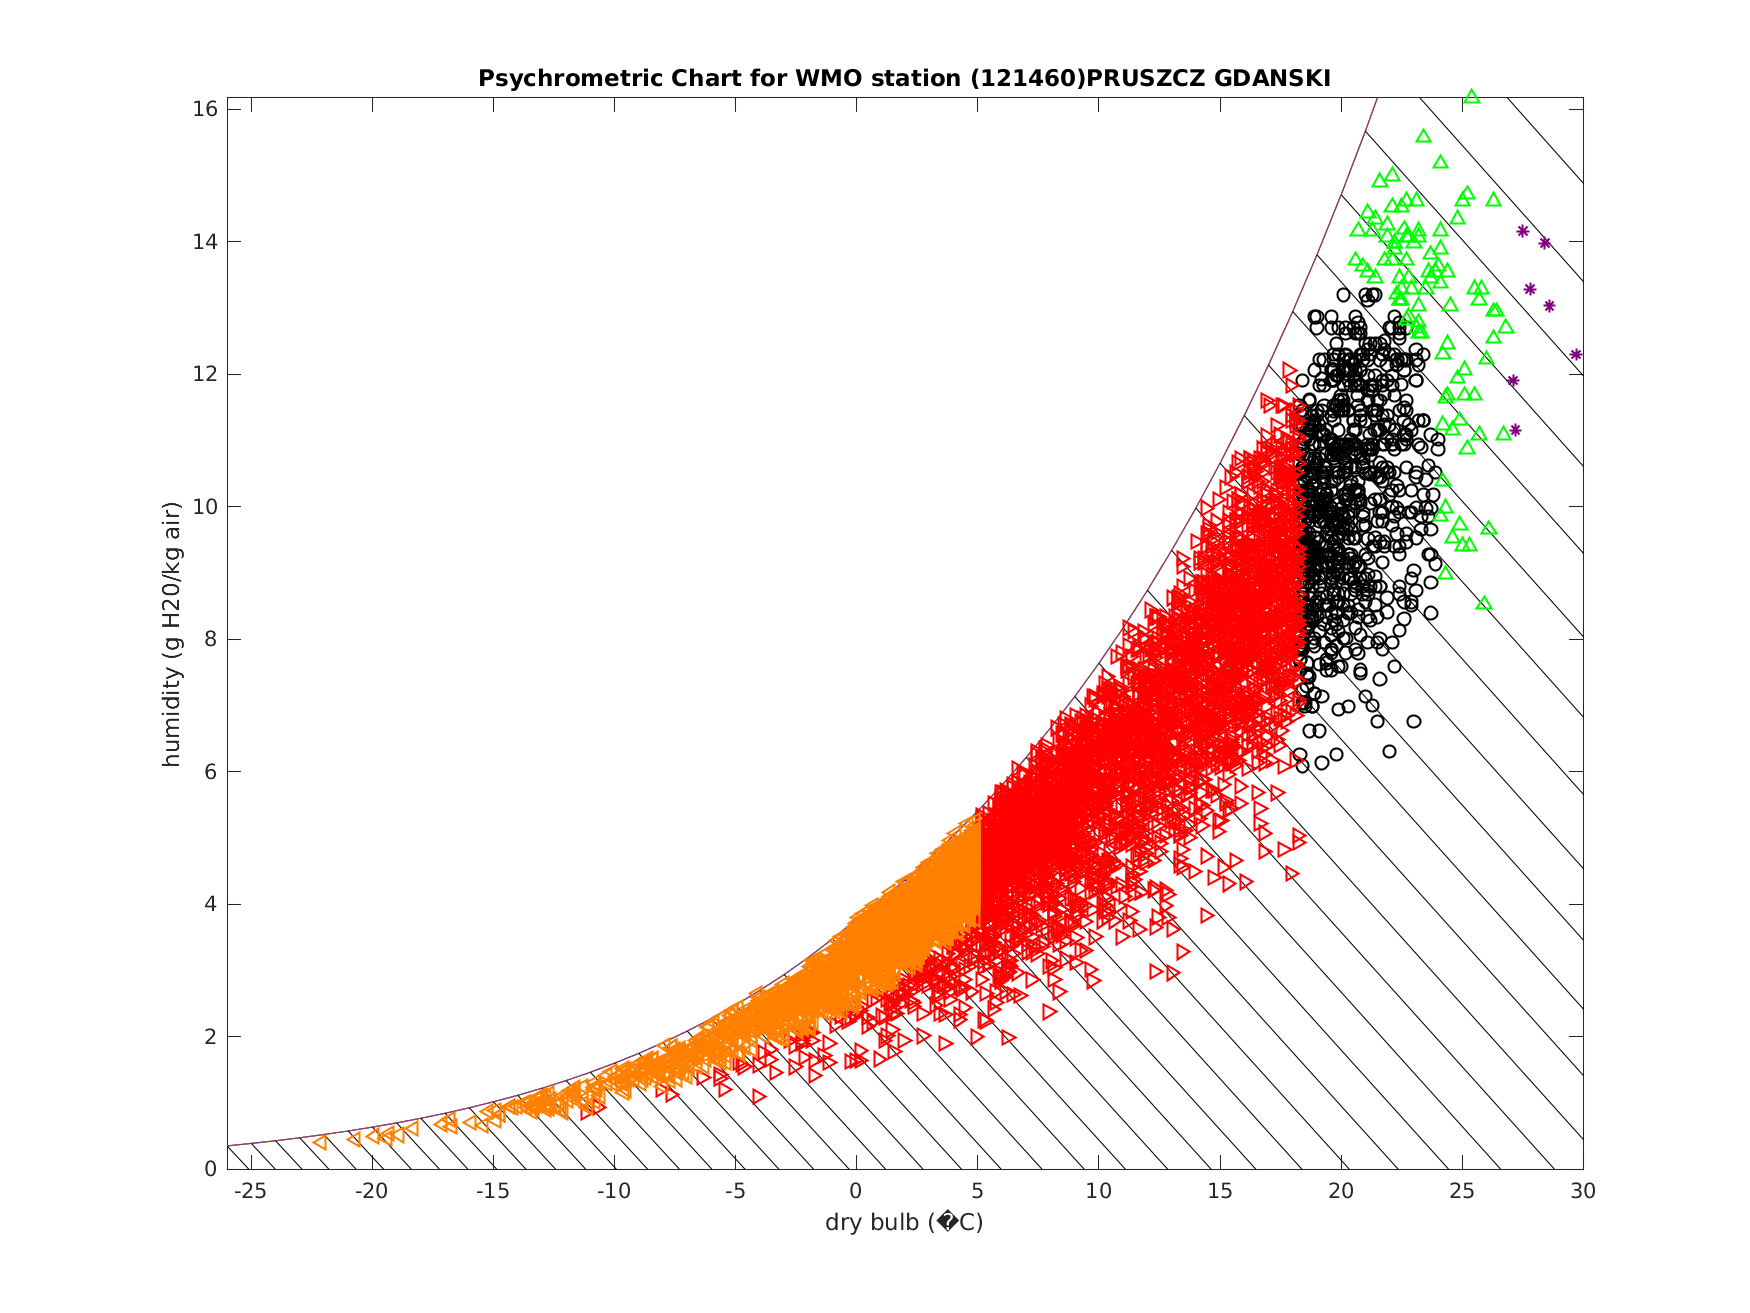 Psychrometric Chart for WMO station (121460)PRUSZCZ GDANSKI
humidity (g H20/kg air)
16
14
12
10
8
6
4
2
0
-25 -20 -15 -10 -5 0 5 10 15 20 25 30
dry bulb (�C)